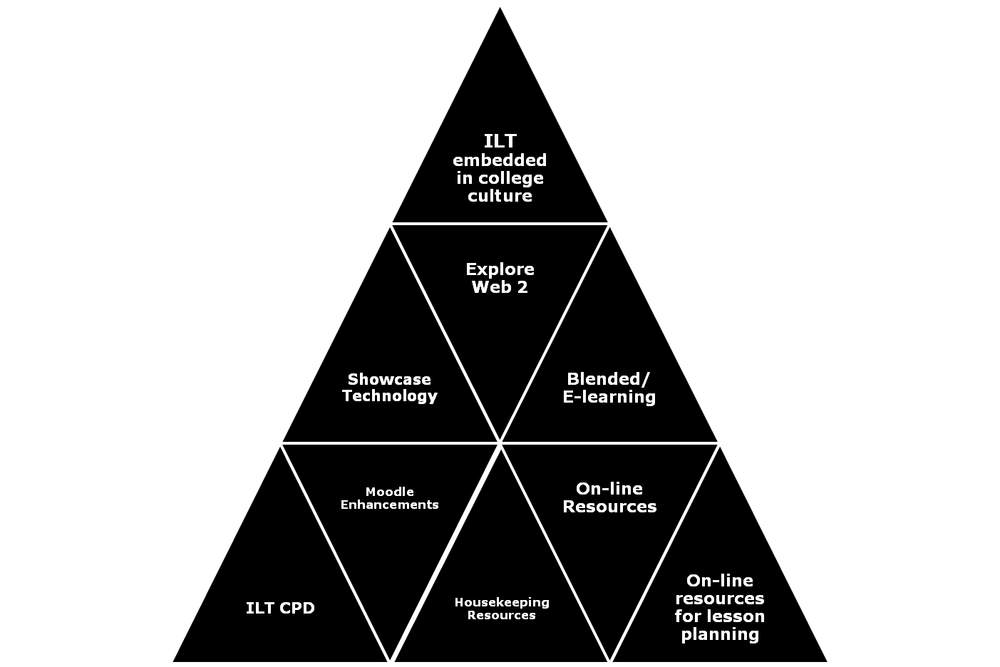 ILT
embedded
in college
culture
Explore
Web 2
Showcase
Technology
Blended/
E-learning
Moodle
Enhancements
On-line
Resources
ILT CPD
Housekeeping
Resources
On-line
resources
for lesson
planning